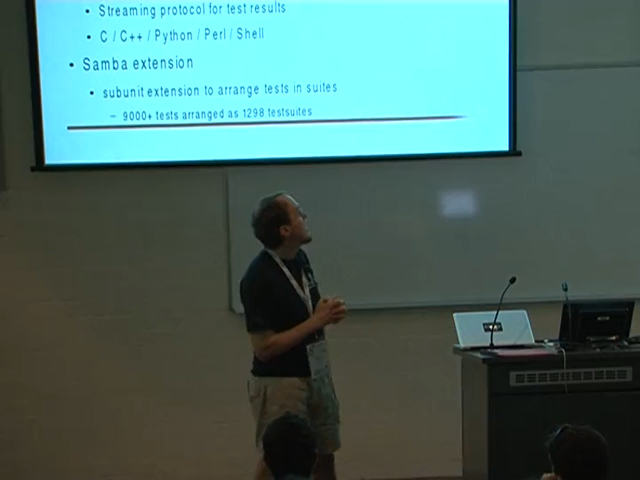 • Streaming protocol for test results
• C / C++ / Python / Perl / Shell
• Samba extension
• subunit extension to arrange tests in suites
– 9000+ tests arranged as 1298 testsuites